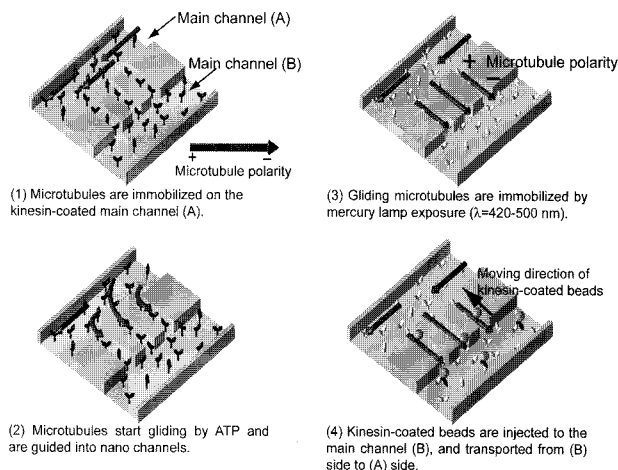 Main channel (A)
Main channel (B)
+ −
Microtubule polarity
(1) Microtubules are immobilized on the
kinesin-coated main channel (A).
+
−
Microtubule polarity
(3) Gliding microtubules are immobilized by
mercury lamp exposure (λ=420-500 nm).
(2) Microtubules start gliding by ATP and
are guided into nano channels.
Moving direction of
kinesin-coated beads
(4) Kinesin-coated beads are injected to the
main channel (B), and transported from (B)
side to (A) side.